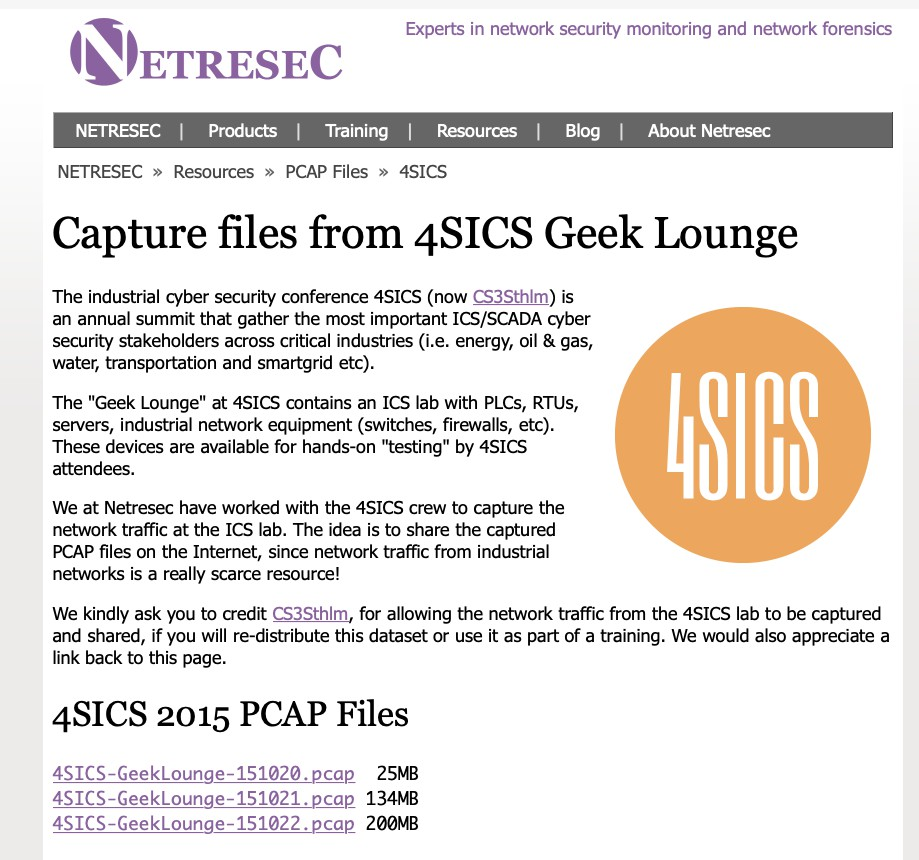 NETRESEC
Experts in network security monitoring and network forensics
NETRESEC | Products | Training | Resources | Blog | About Netresec
NETRESEC » Resources » PCAP Files » 4SICS
Capture files from 4SICS Geek Lounge
The industrial cyber security conference 4SICS (now CS3Sthlm) is
an annual summit that gather the most important ICS/SCADA cyber
security stakeholders across critical industries (i.e. energy, oil & gas,
water, transportation and smartgrid etc).
The "Geek Lounge" at 4SICS contains an ICS lab with PLCs, RTUs,
servers, industrial network equipment (switches, firewalls, etc).
These devices are available for hands-on "testing" by 4SICS
attendees.
We at Netresec have worked with the 4SICS crew to capture the
network traffic at the ICS lab. The idea is to share the captured
PCAP files on the Internet, since network traffic from industrial
networks is a really scarce resource!
4SICS
We kindly ask you to credit CS3Sthlm, for allowing the network traffic from the 4SICS lab to be captured
and shared, if you will re-distribute this dataset or use it as part of a training. We would also appreciate a
link back to this page.
4SICS 2015 PCAP Files
4SICS-GeekLounge-151020.pcap 25MB
4SICS-GeekLounge-151021.pcap 134MB
4SICS-GeekLounge-151022.pcap 200MB